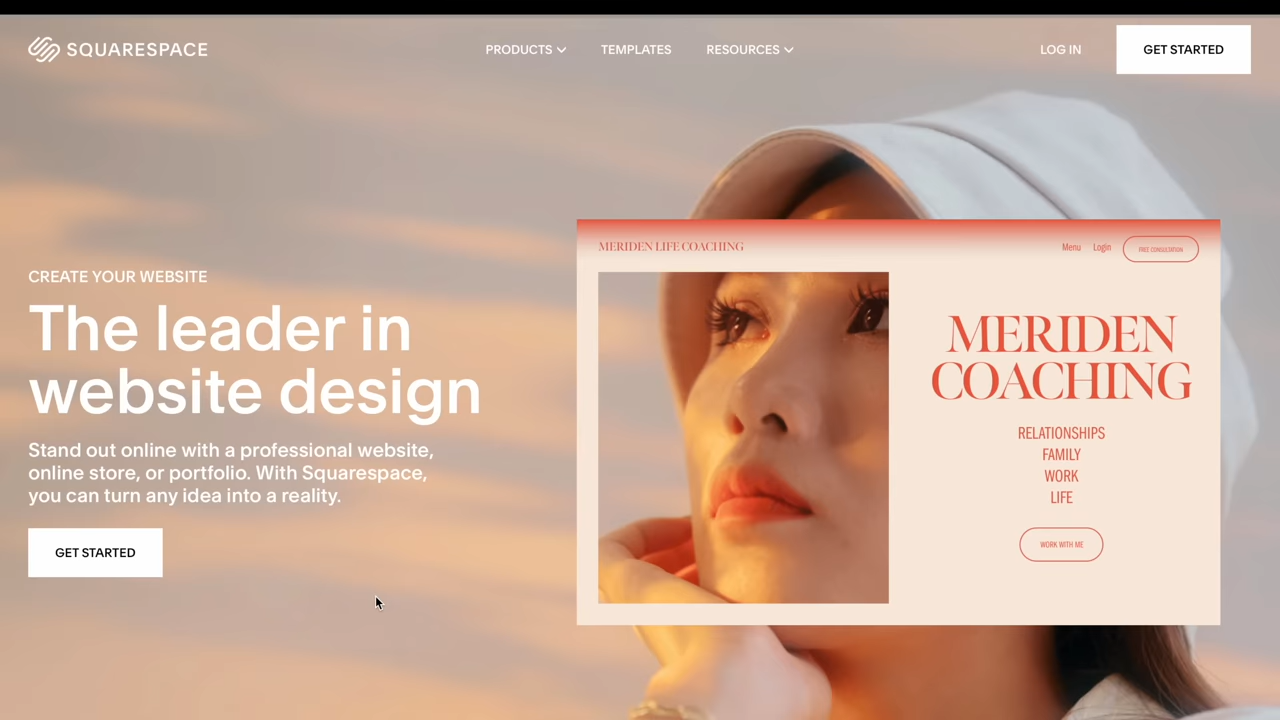 SQUARESPACE
PRODUCTS
TEMPLATES
RESOURCES
LOG IN
GET STARTED
CREATE YOUR WEBSITE
The leader in
website design
Stand out online with a professional website,
online store, or portfolio. With Squarespace,
you can turn any idea into a reality.
GET STARTED
MERIDEN LIFE COACHING
Menu
Login
FREE CONSULTATION
MERIDEN
COACHING
RELATIONSHIPS
FAMILY
WORK
LIFE
WORK WITH ME